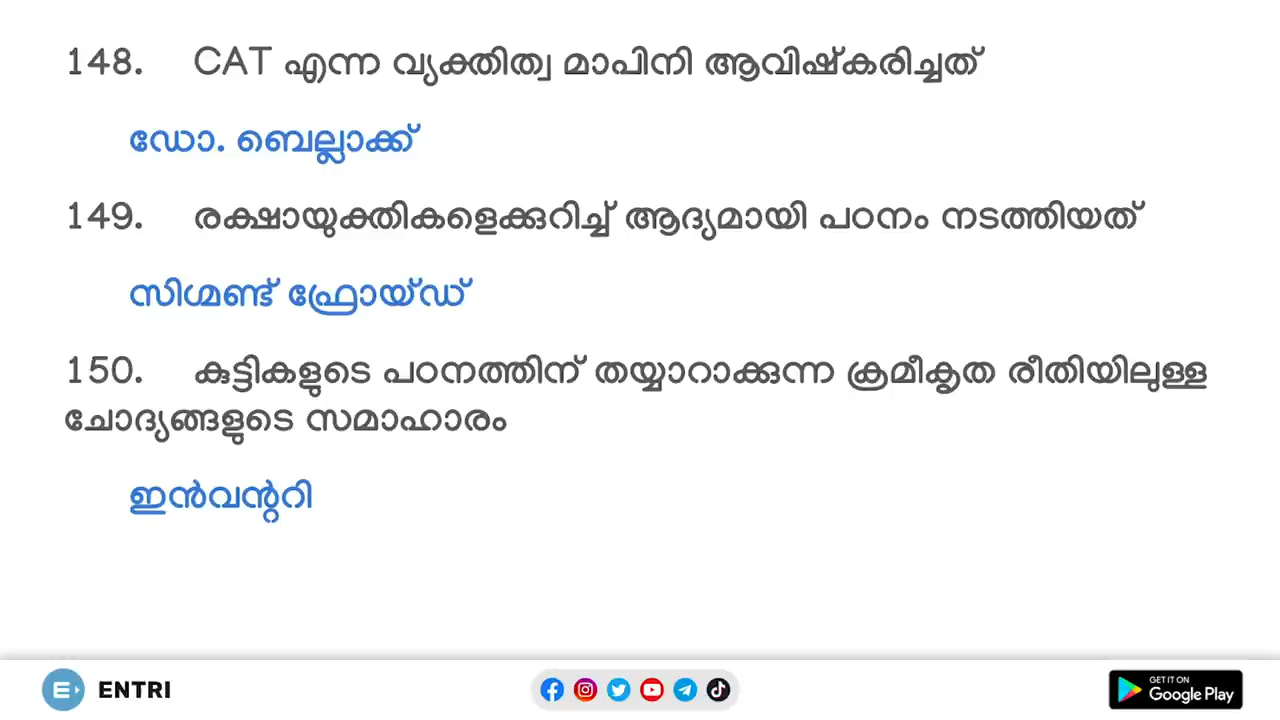 148. CAT എന്ന വ്യക്തിത്വ മാപിനി ആവിഷ്കരിച്ചത്
ഡോ. ബെല്ലാക്ക്
149. രക്ഷായുക്തികളെക്കുറിച്ച് ആദ്യമായി പഠനം നടത്തിയത്
സിഗ്മണ്ട് ഫ്രോയ്ഡ്
150. കുട്ടികളുടെ പഠനത്തിന് തയ്യാറാക്കുന്ന ക്രമീകൃത രീതിയിലുള്ള
ചോദ്യങ്ങളുടെ സമാഹാരം
ഇൻവന്ററി
E ENTRI
GET IT ON
Google Play